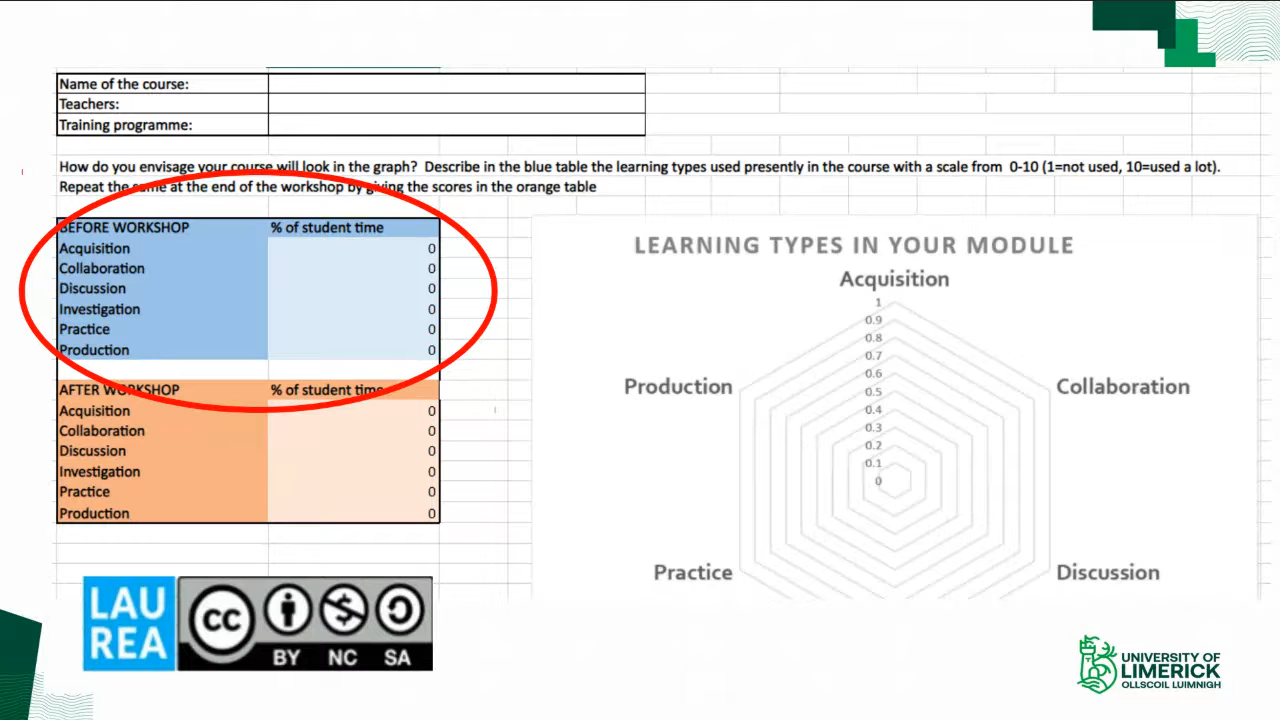 Name of the course:
Teachers:
Training programme:
How do you envisage your course will look in the graph?  Describe in the blue table the learning types used presently in the course with a scale from  0-10 (1=not used, 10=used a lot).
Repeat the same at the end of the workshop by giving the scores in the orange table
BEFORE WORKSHOP % of student time
Acquisition 0
Collaboration 0
Discussion 0
Investigation 0
Practice 0
Production 0
AFTER WORKSHOP % of student time
Acquisition 0
Collaboration 0
Discussion 0
Investigation 0
Practice 0
Production 0
LEARNING TYPES IN YOUR MODULE
Acquisition
1
0.9
0.8
0.7
0.6
0.5
0.4
0.3
0.2
0.1
0
Production
Collaboration
Practice
Discussion
LAU
REA
CC
BY NC SA
UNIVERSITY OF
LIMERICK
OLLSCOIL LUIMNIGH